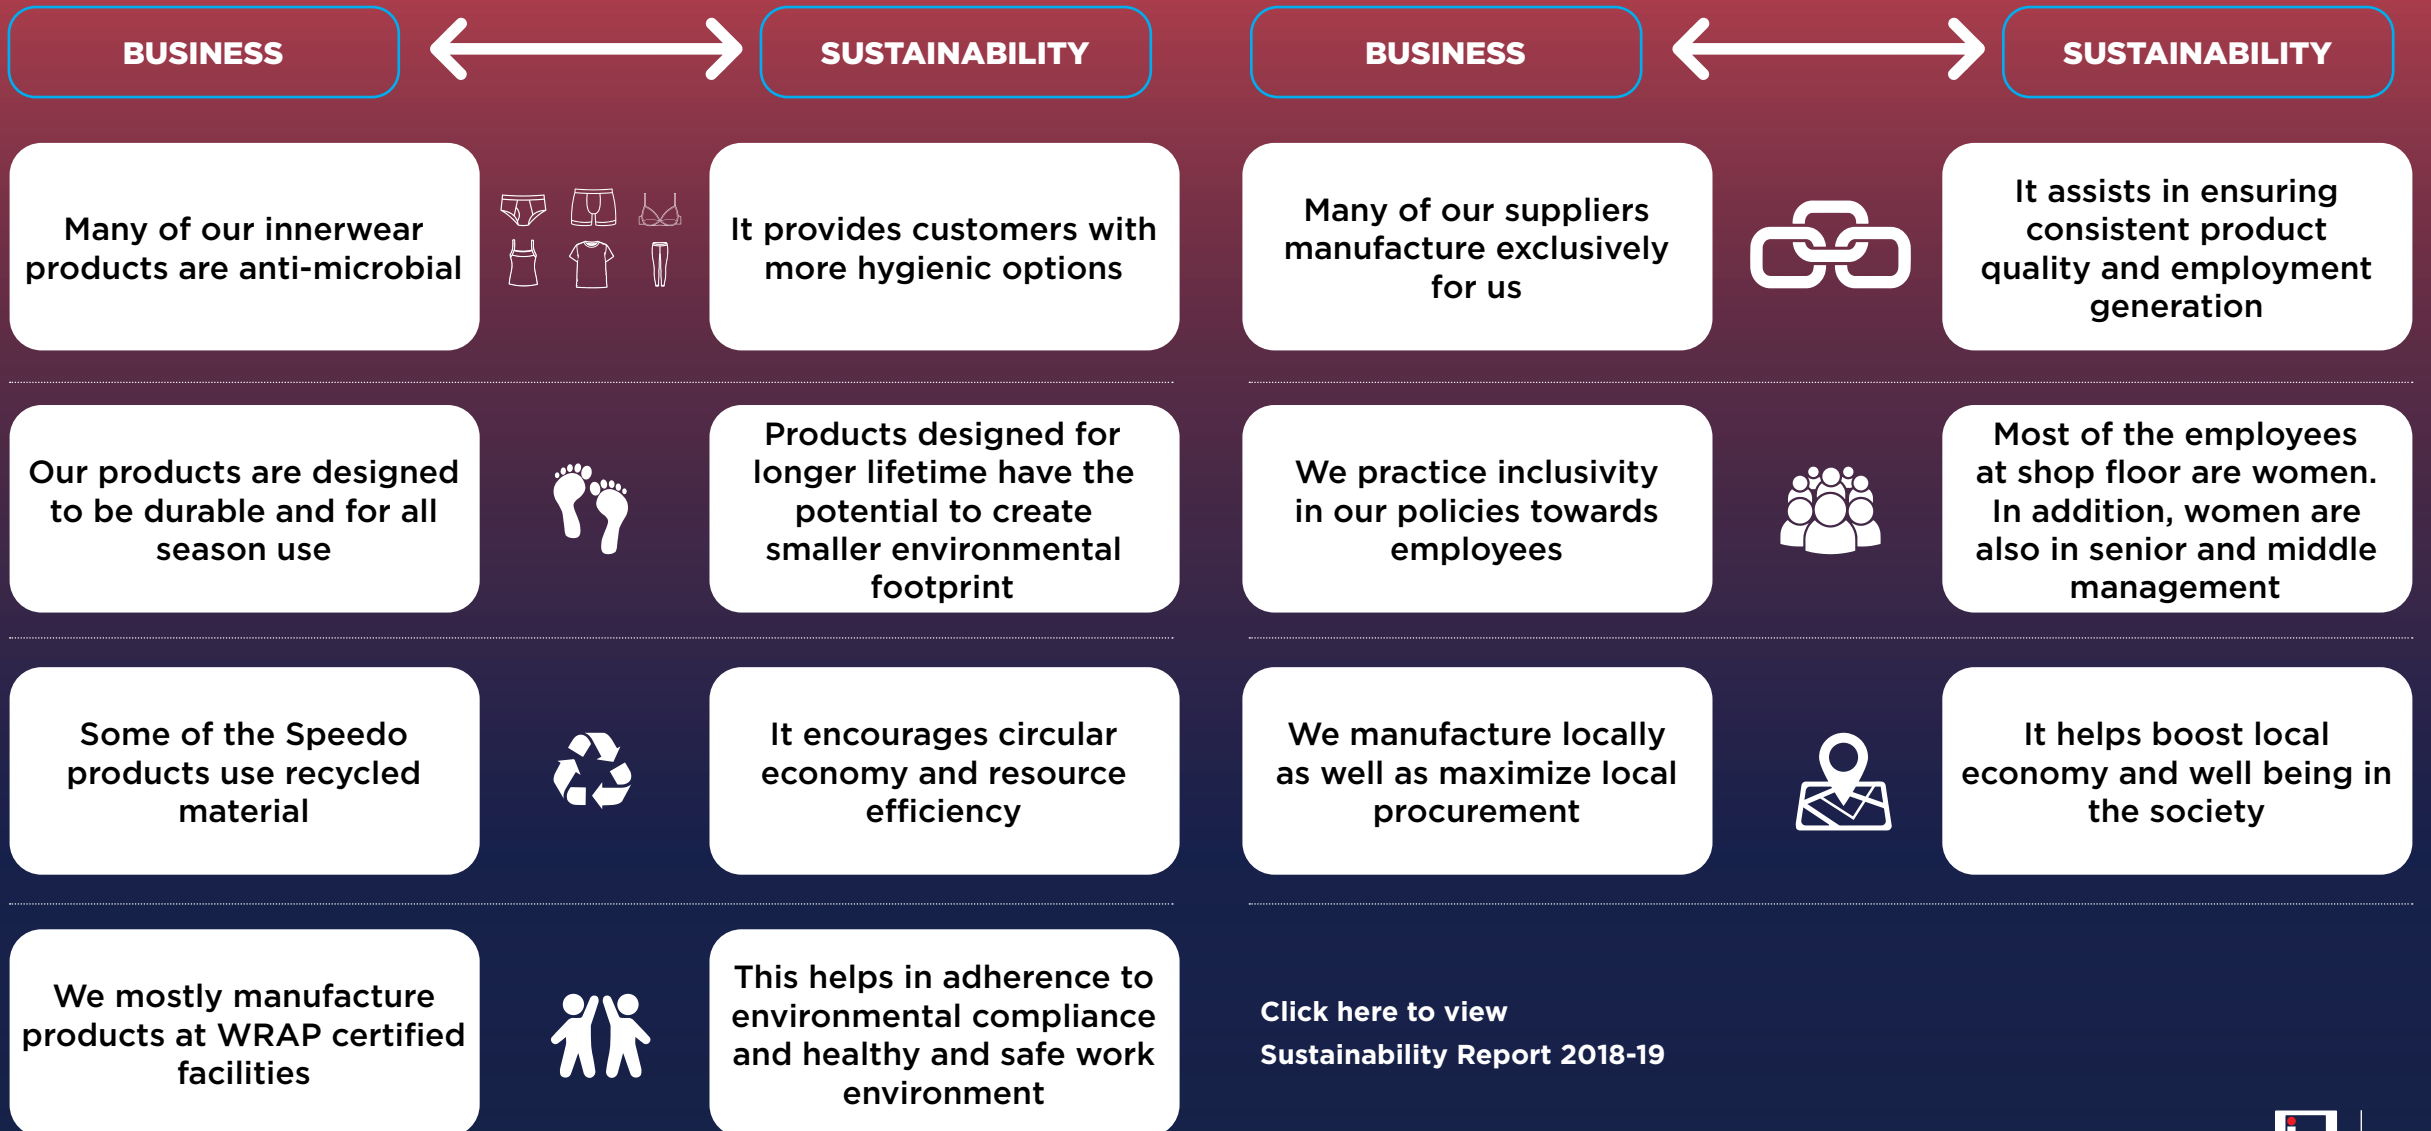 BUSINESS
SUSTAINABILITY
Many of our innerwear
products are anti-microbial
It provides customers with
more hygienic options
Our products are designed
to be durable and for all
season use
Products designed for
longer lifetime have the
potential to create
smaller environmental
footprint
Some of the Speedo
products use recycled
material
It encourages circular
economy and resource
efficiency
We mostly manufacture
products at WRAP certified
facilities
This helps in adherence to
environmental compliance
and healthy and safe work
environment
BUSINESS
SUSTAINABILITY
Many of our suppliers
manufacture exclusively
for us
It assists in ensuring
consistent product
quality and employment
generation
We practice inclusivity
in our policies towards
employees
Most of the employees
at shop floor are women.
In addition, women are
also in senior and middle
management
We manufacture locally
as well as maximize local
procurement
It helps boost local
economy and well being in
the society
Click here to view
Sustainability Report 2018-19